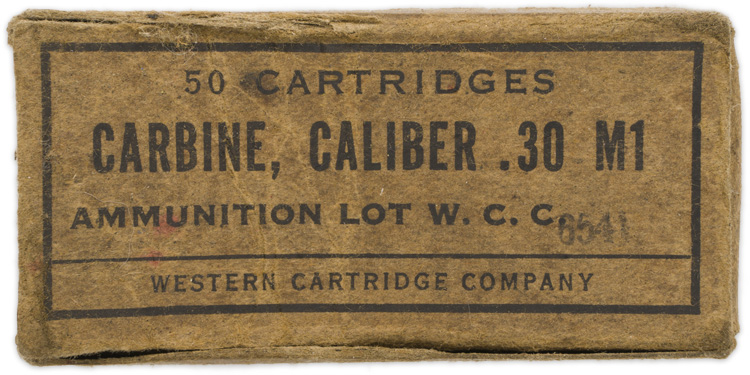 50 CARTRIDGES
CARBINE, CALIBER .30 M1
AMMUNITION LOT W. C. C. 6541
WESTERN CARTRIDGE COMPANY